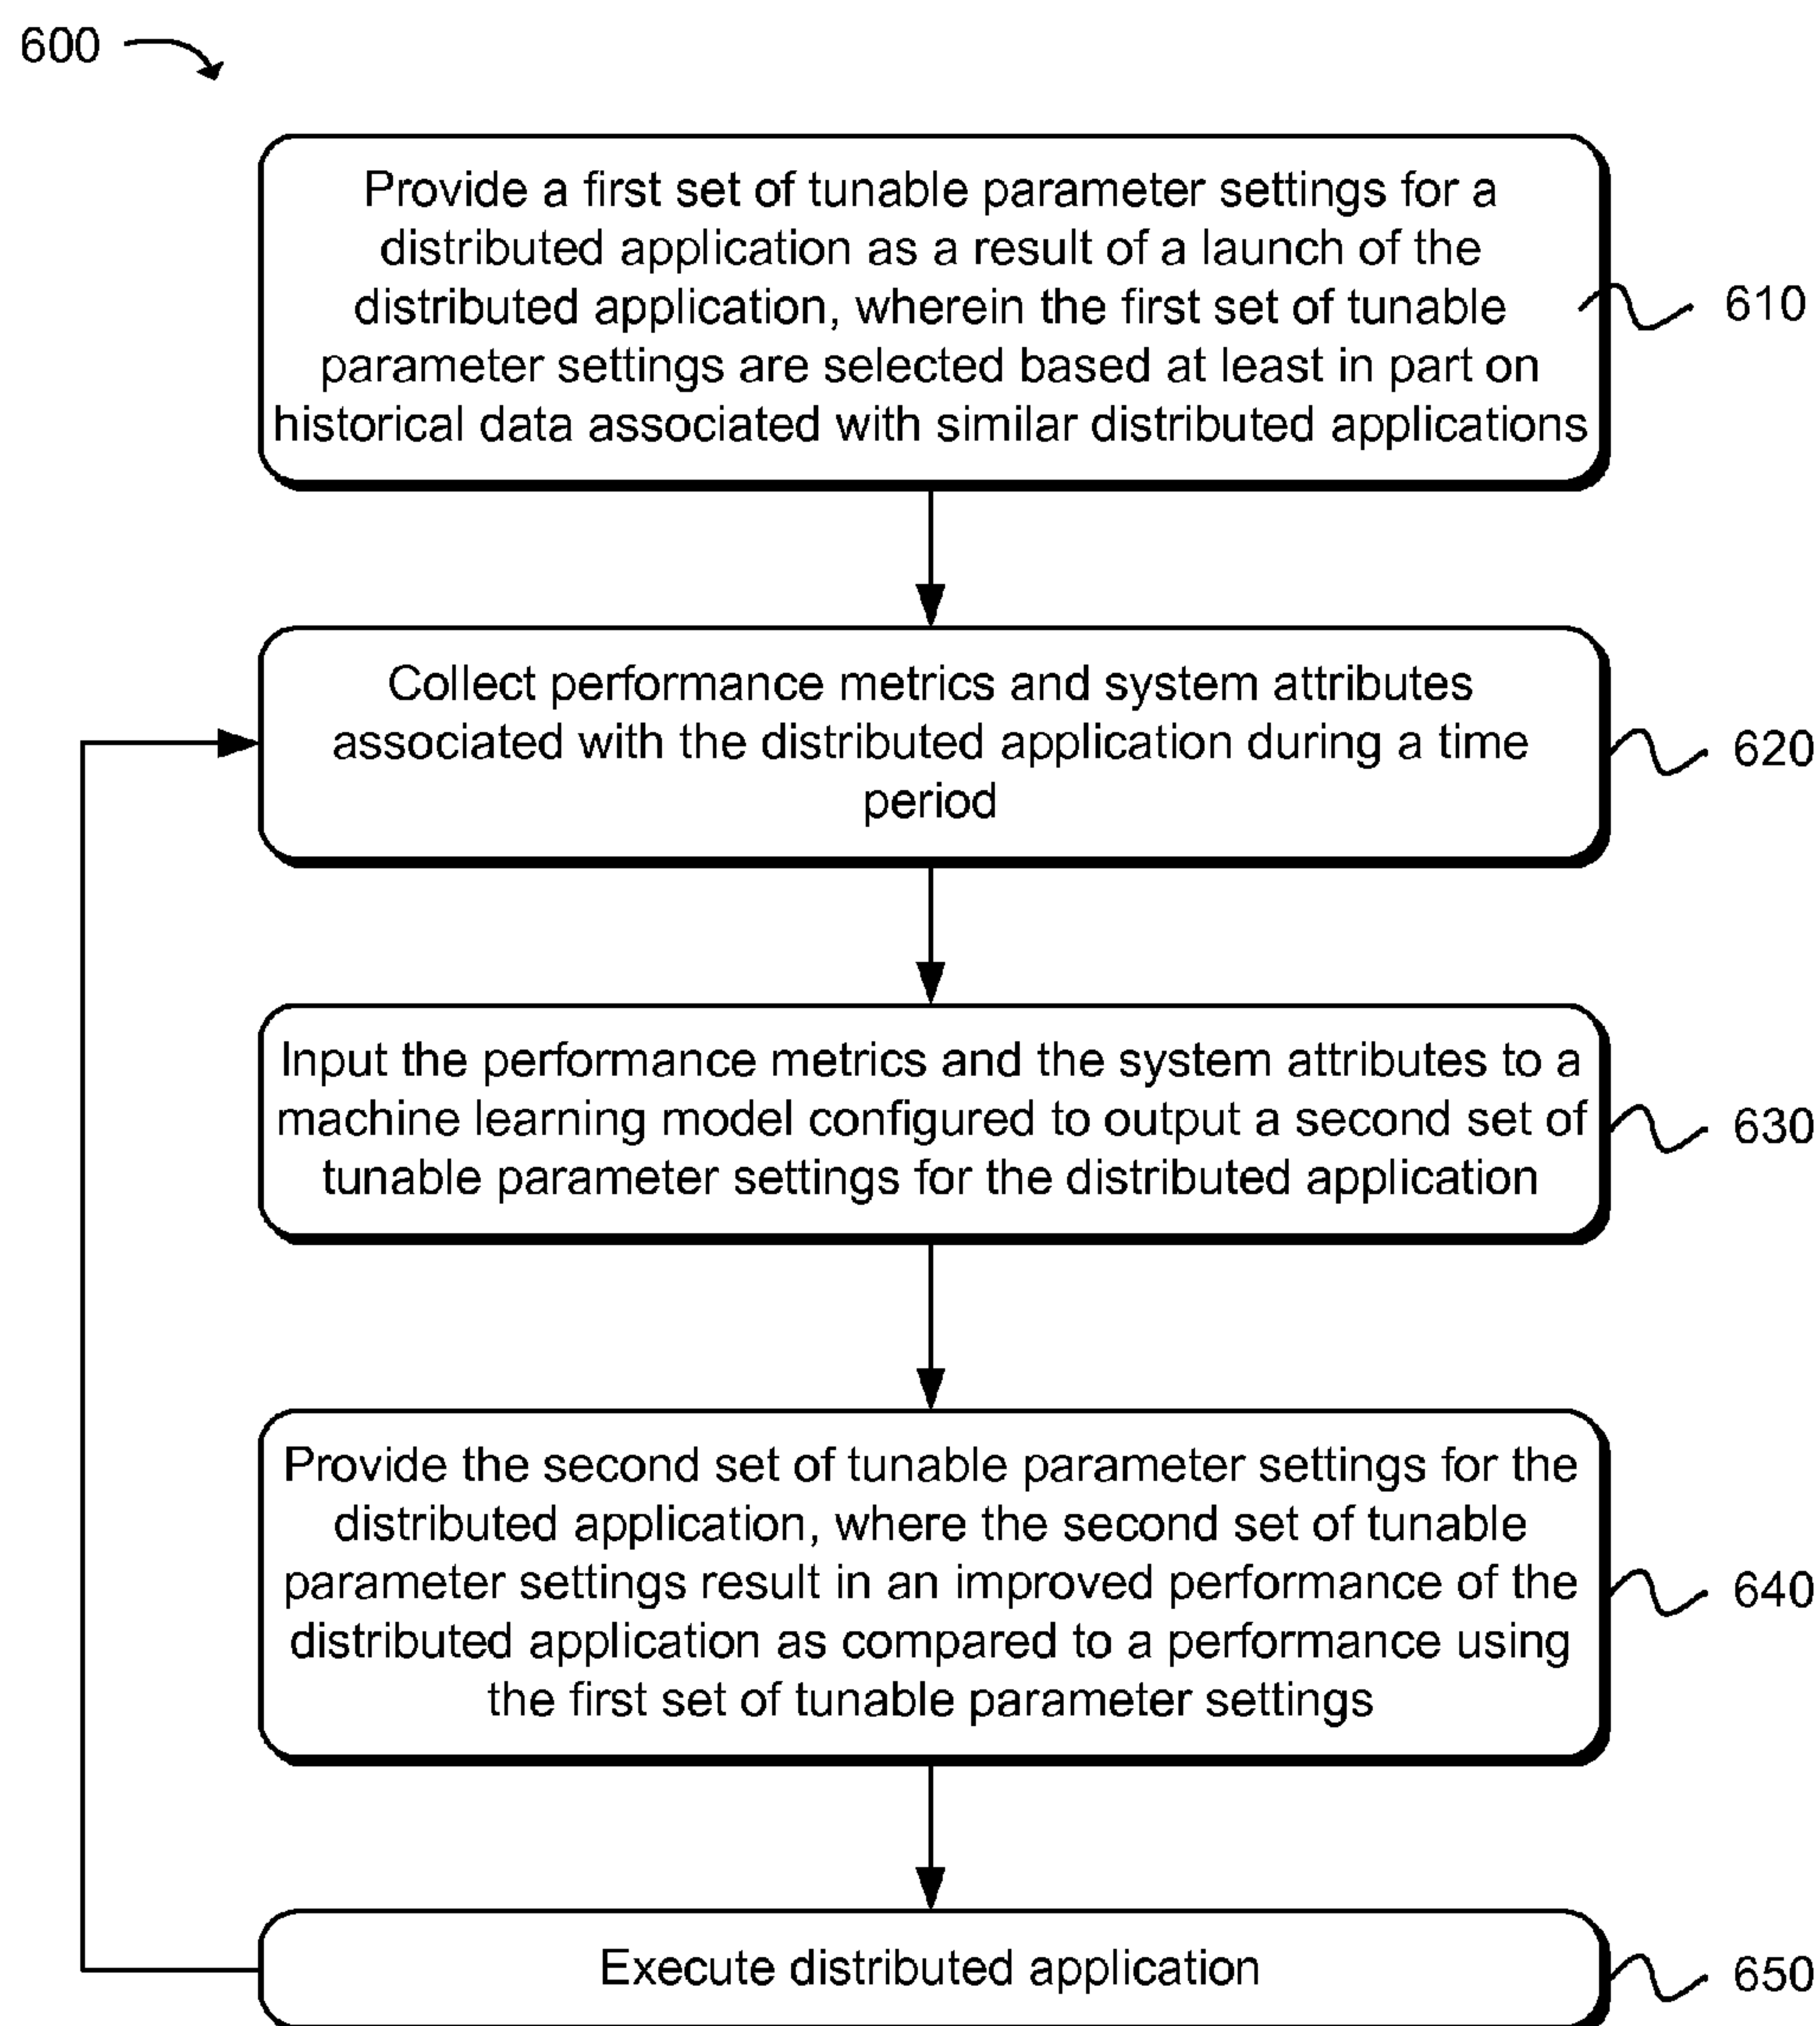 600
Provide a first set of tunable parameter settings for a
distributed application as a result of a launch of the
distributed application, wherein the first set of tunable
parameter settings are selected based at least in part on
historical data associated with similar distributed applications
610
Collect performance metrics and system attributes
associated with the distributed application during a time
period
620
Input the performance metrics and the system attributes to a
machine learning model configured to output a second set of
tunable parameter settings for the distributed application
630
Provide the second set of tunable parameter settings for the
distributed application, where the second set of tunable
parameter settings result in an improved performance of the
distributed application as compared to a performance using
the first set of tunable parameter settings
640
Execute distributed application
650